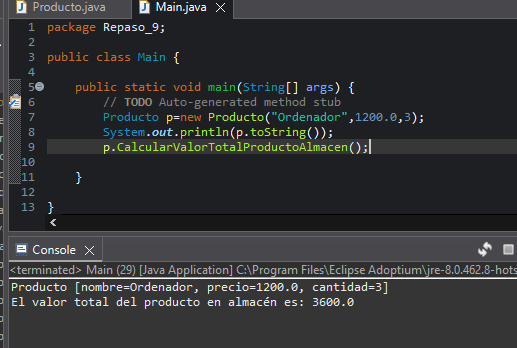 Producto.java
Main.java
1 package Repaso_9;
2
3 public class Main {
4
5 public static void main(String[] args) {
6 // TODO Auto-generated method stub
7 Producto p=new Producto("Ordenador",1200.0,3);
8 System.out.println(p.toString());
9 p.CalcularValorTotalProductoAlmacen();
10
11 }
12
13 }
Console
<terminated> Main (29) [Java Application] C:\Program Files\Eclipse Adoptium\jre-8.0.462.8-hots
Producto [nombre=Ordenador, precio=1200.0, cantidad=3]
El valor total del producto en almacén es: 3600.0